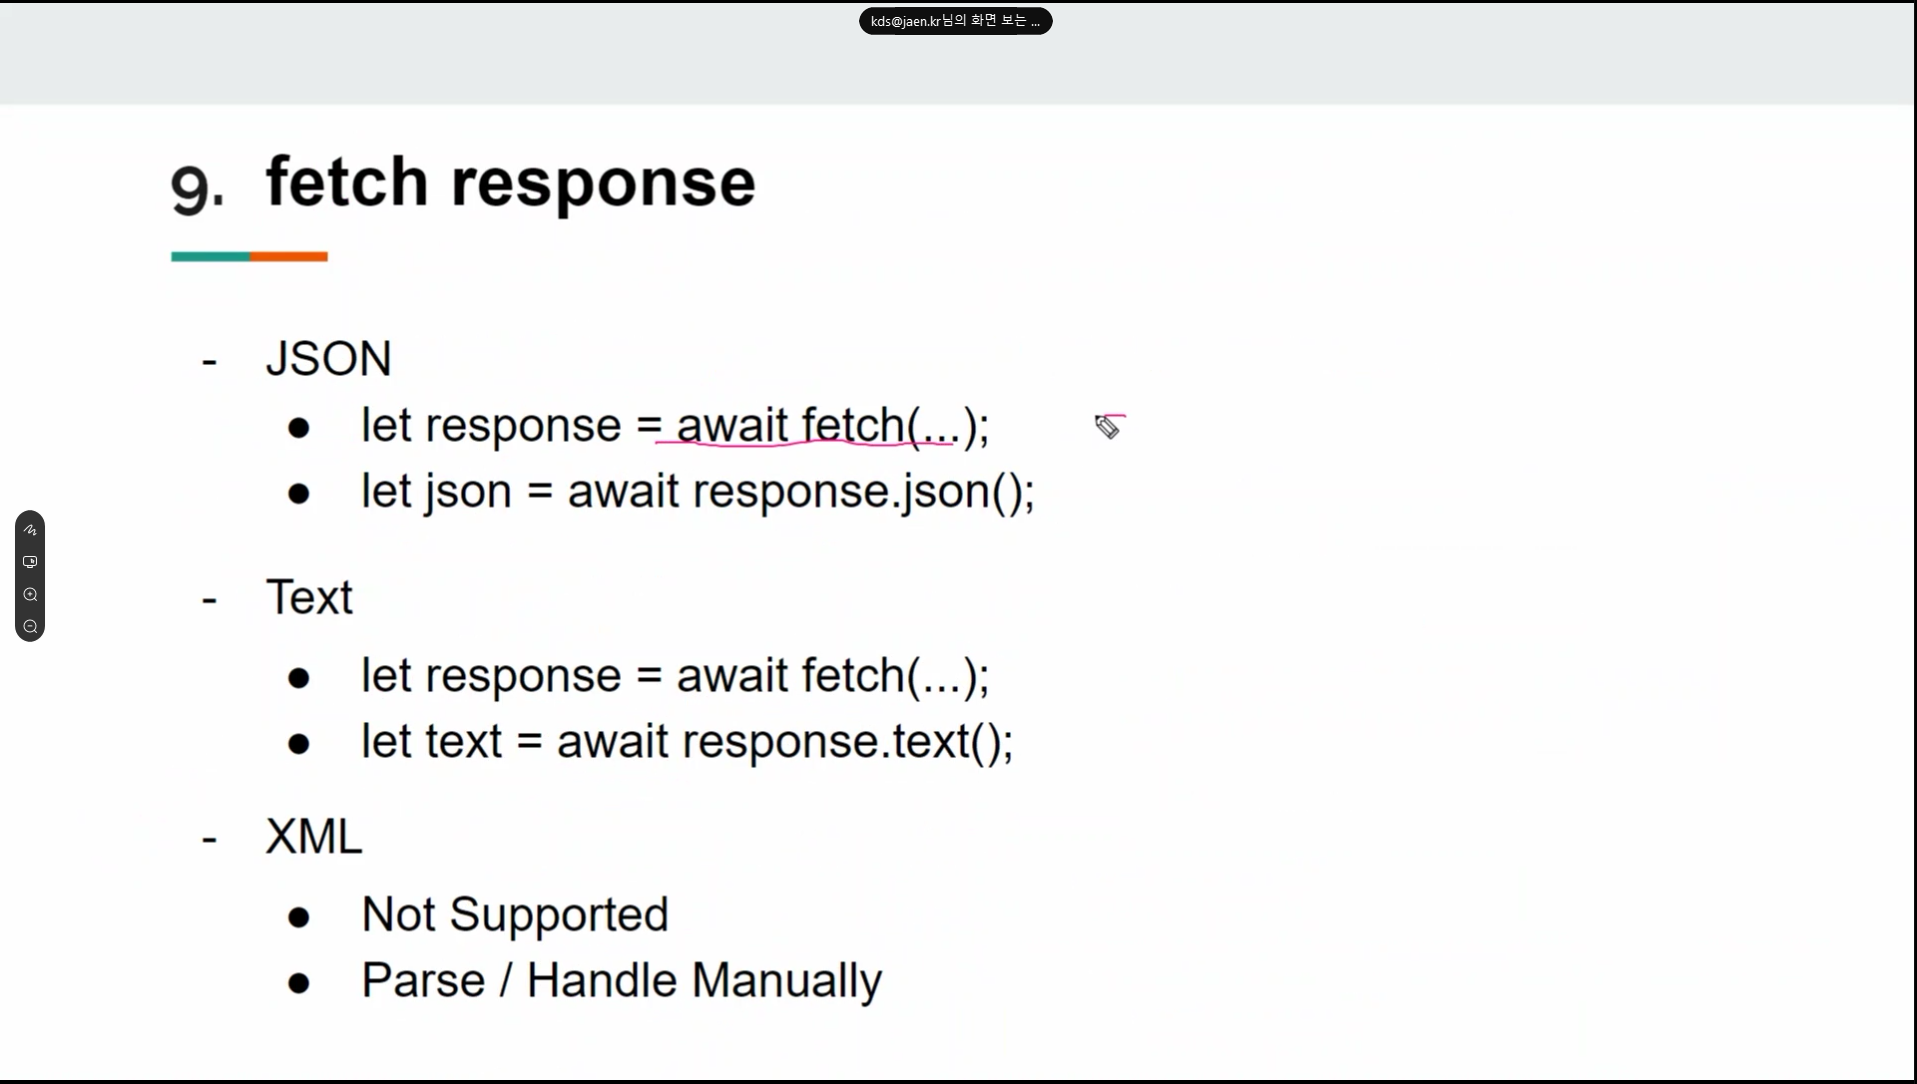 kds@jaen.kr님의 화면 보는 ...
9. fetch response
- JSON
● let response = await fetch(...);
● let json = await response.json();
- Text
● let response = await fetch(...);
● let text = await response.text();
- XML
● Not Supported
● Parse / Handle Manually